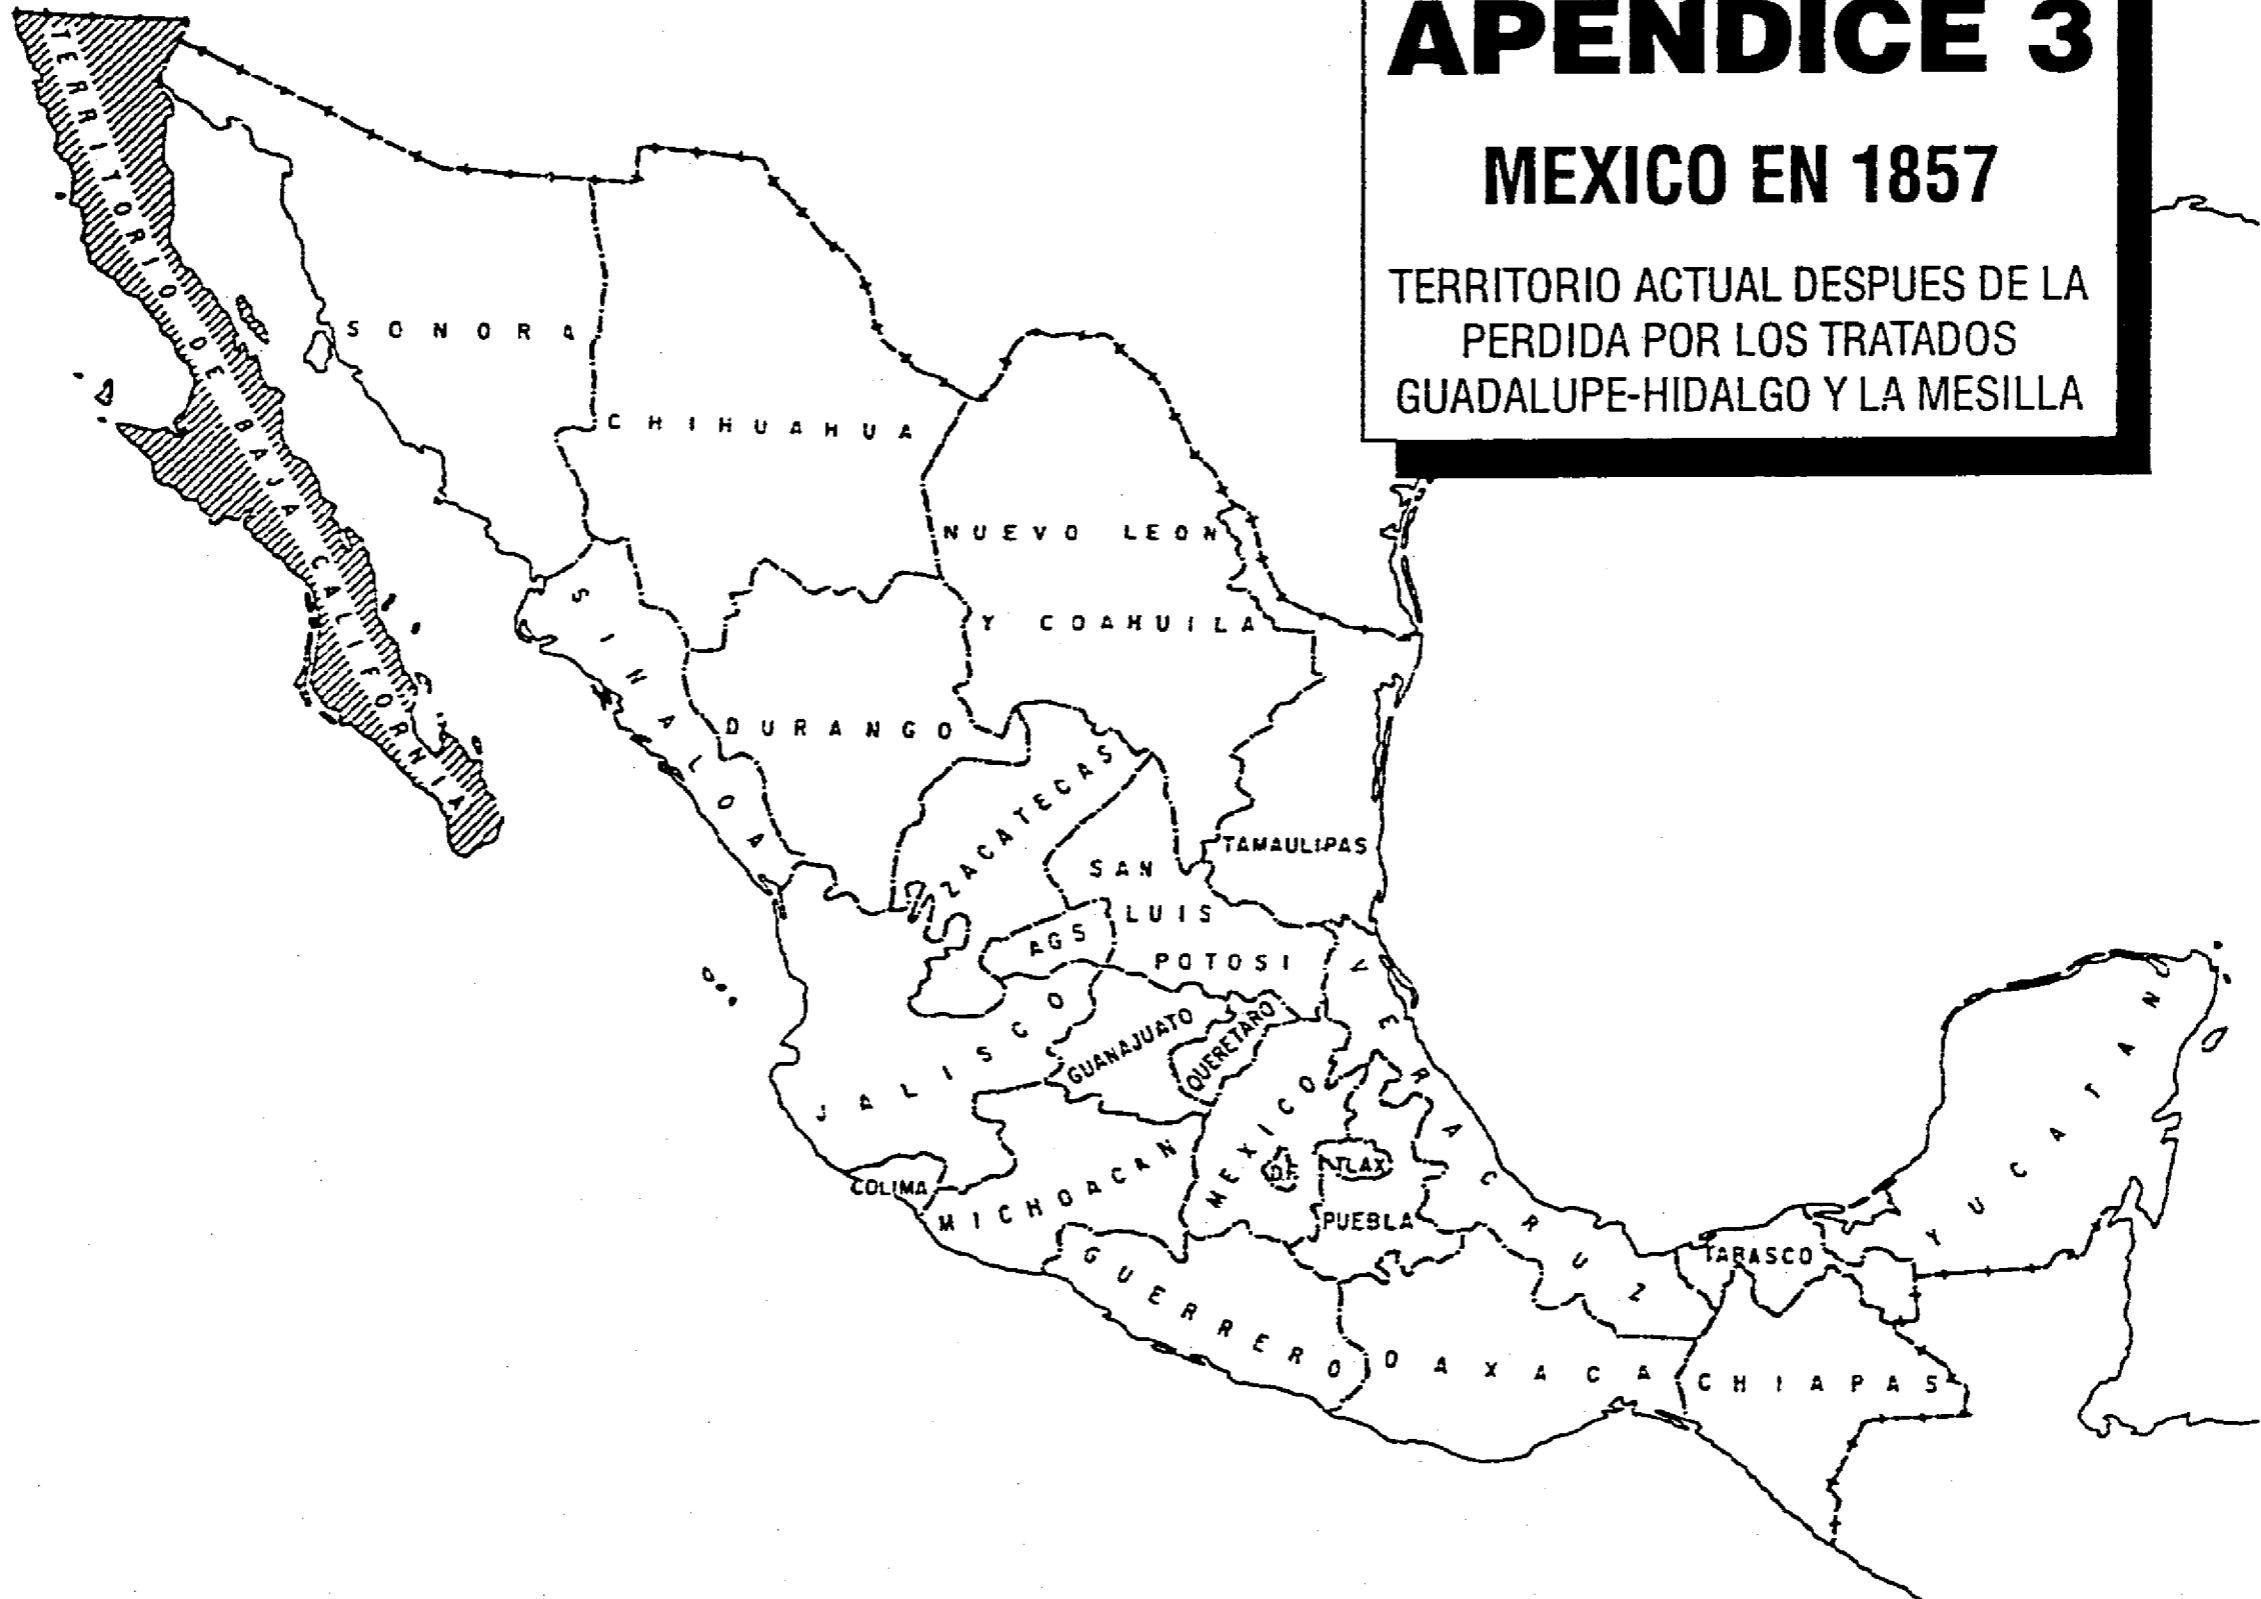 APENDICE 3
MEXICO EN 1857
TERRITORIO ACTUAL DESPUES DE LA
PERDIDA POR LOS TRATADOS
GUADALUPE-HIDALGO Y LA MESILLA
TERRITORIO DE BAJA CALIFORNIA
SONORA
CHIHUAHUA
NUEVO LEON
Y COAHUILA
SINALOA
DURANGO
ZACATECAS
TAMAULIPAS
SAN
LUIS
POTOSI
AGS
JALISCO
GUANAJUATO
QUERETARO
VERACRUZ
MEXICO
D.F.
TLAX
PUEBLA
COLIMA
MICHOACAN
GUERRERO
OAXACA
CHIAPAS
TABASCO
YUCATAN